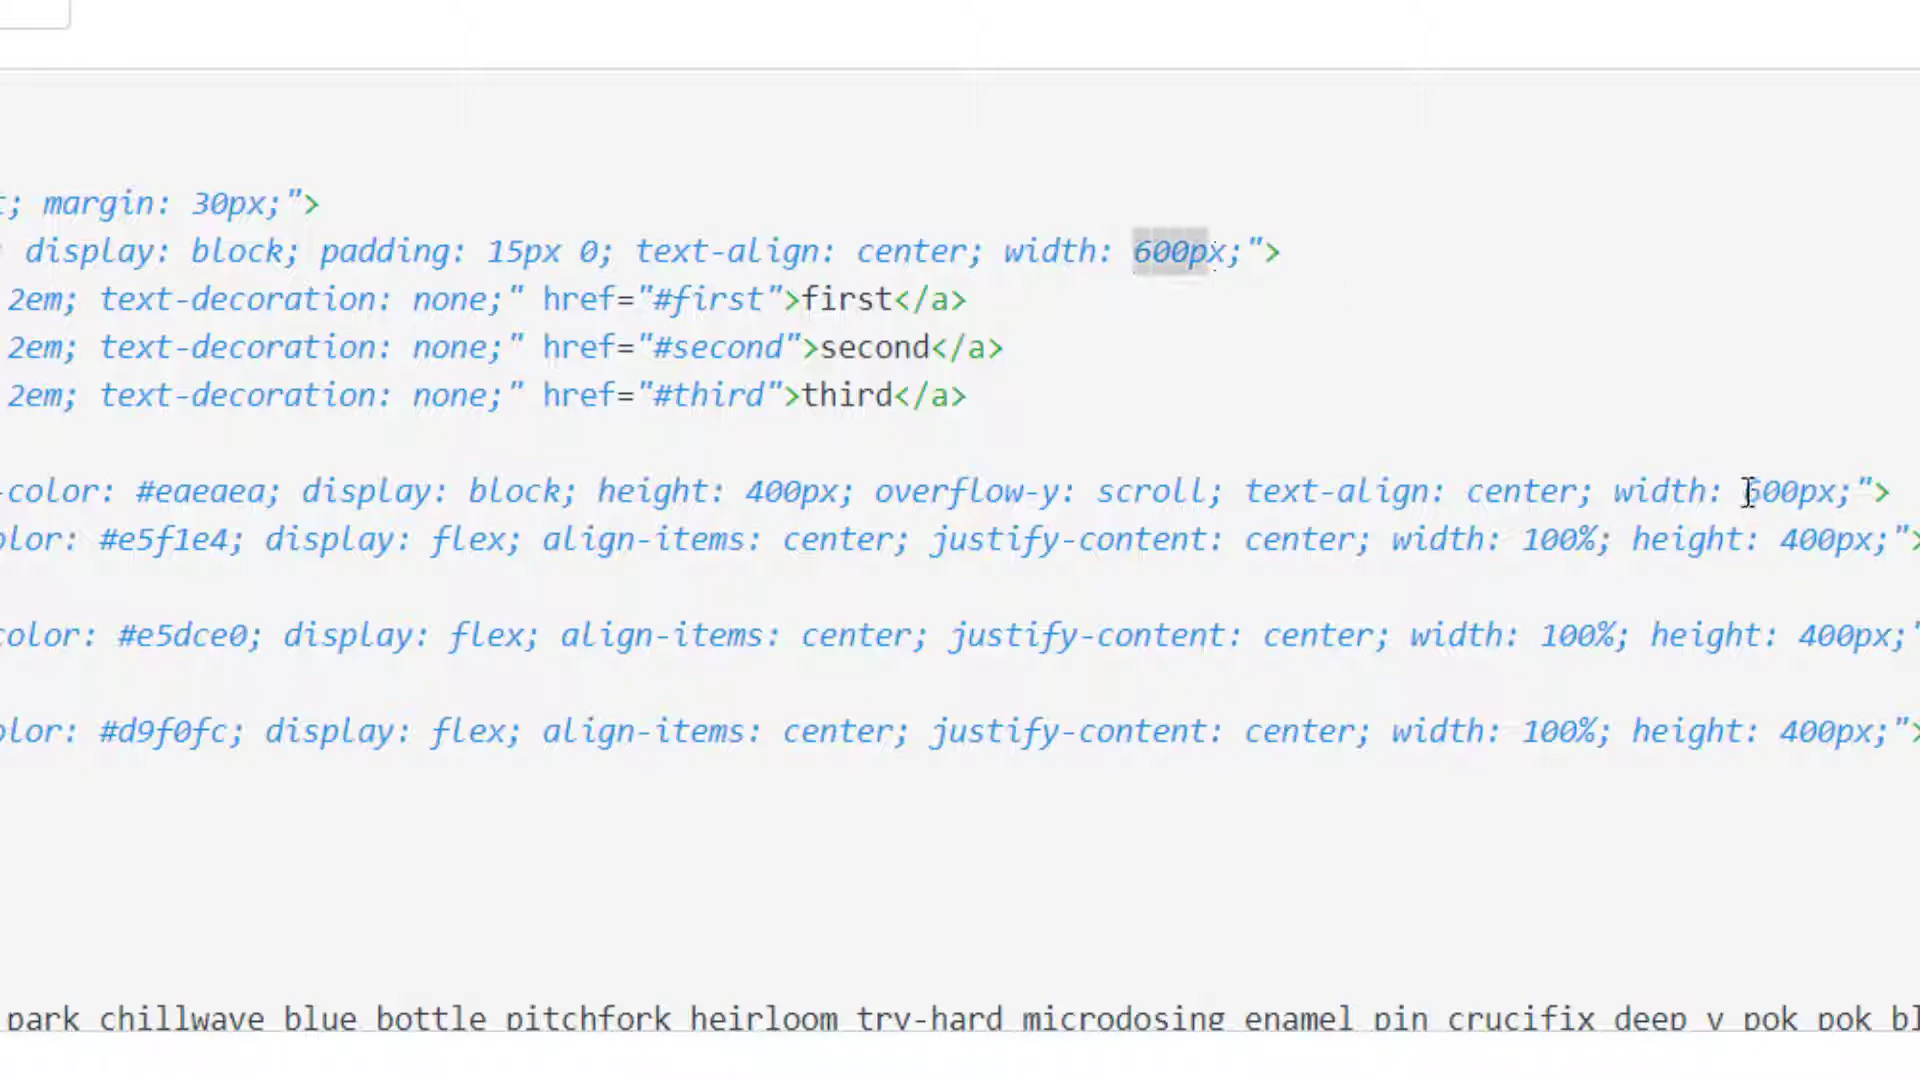 ; margin: 30px;">
display: block; padding: 15px 0; text-align: center; width: 600px;">
2em; text-decoration: none;" href="#first">first</a>
2em; text-decoration: none;" href="#second">second</a>
2em; text-decoration: none;" href="#third">third</a>
-color: #eaeaea; display: block; height: 400px; overflow-y: scroll; text-align: center; width: 600px;">
olor: #e5f1e4; display: flex; align-items: center; justify-content: center; width: 100%; height: 400px;">
color: #e5dce0; display: flex; align-items: center; justify-content: center; width: 100%; height: 400px;"
olor: #d9f0fc; display: flex; align-items: center; justify-content: center; width: 100%; height: 400px;">
park chillwave blue bottle pitchfork heirloom try-hard microdosing enamel pin crucifix deep v pok pok bl